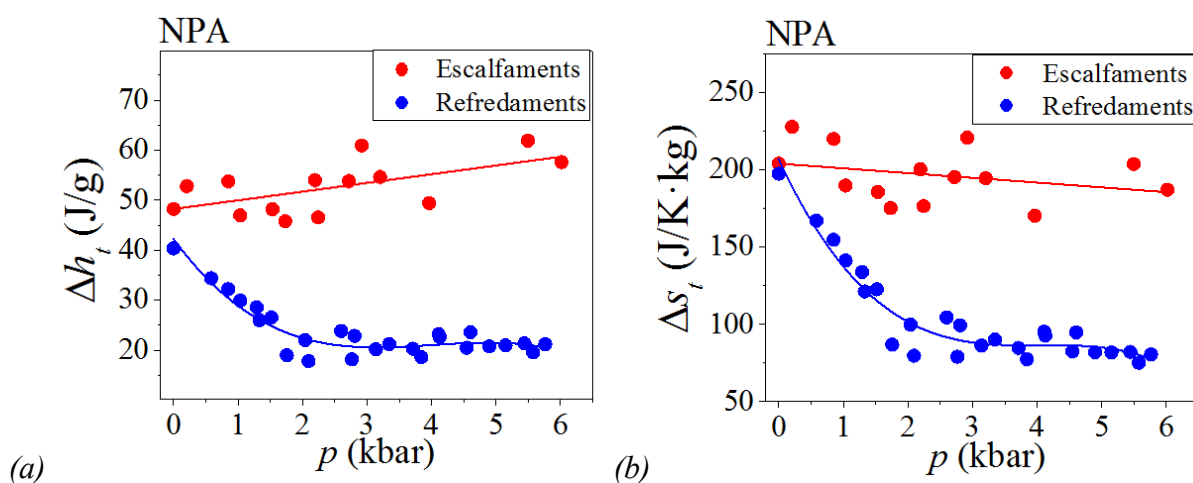 NPA
Escalfaments
Refredaments
Δh_t (J/g)
70
60
50
40
30
20
0 1 2 3 4 5 6
p (kbar)
(a)
NPA
Escalfaments
Refredaments
Δs_t (J/K·kg)
250
200
150
100
50
0 1 2 3 4 5 6
p (kbar)
(b)